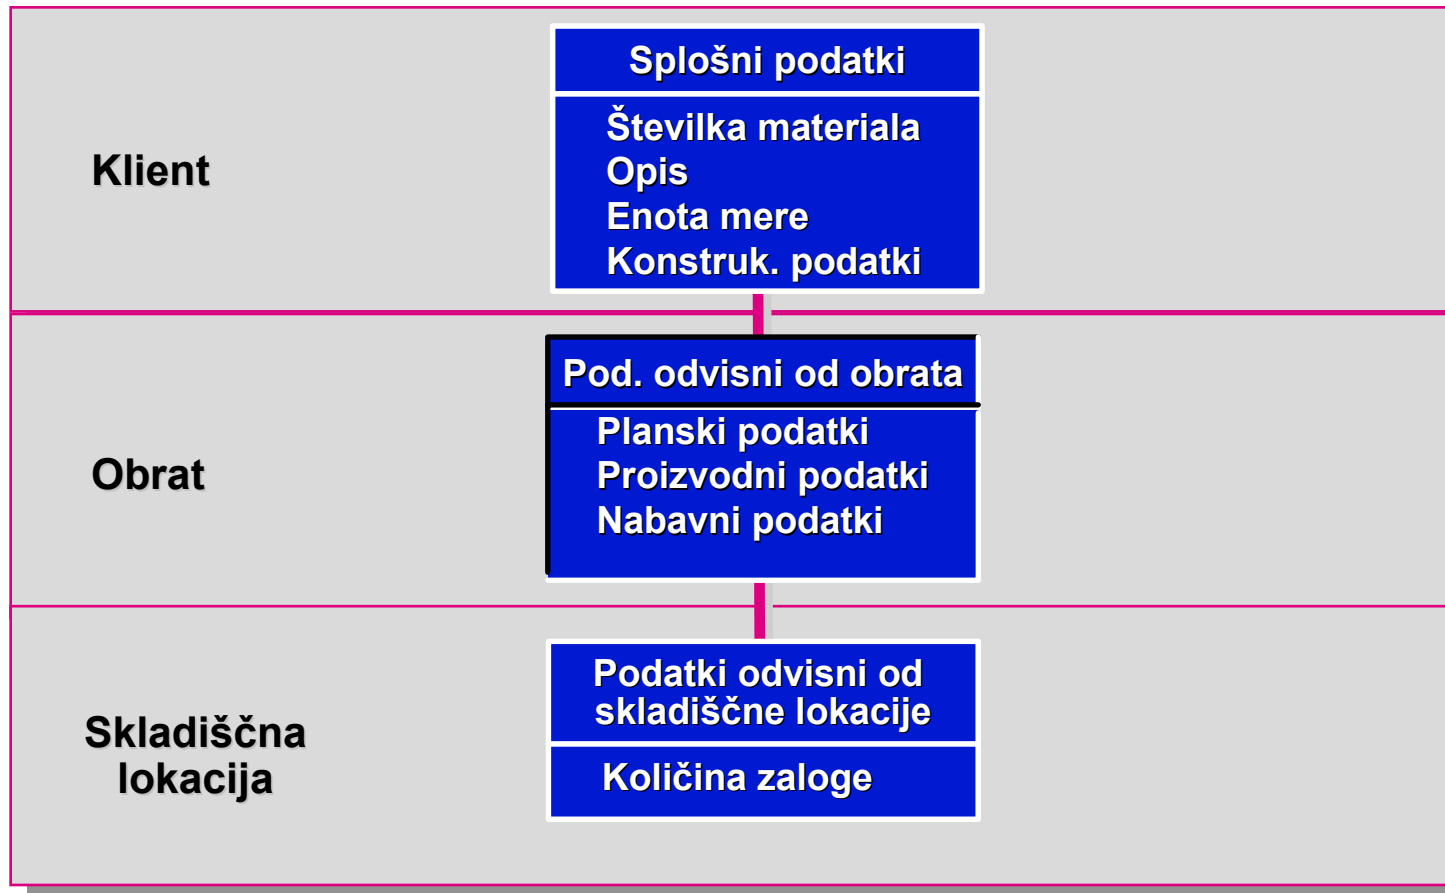 Klient
Splošni podatki
Številka materiala
Opis
Enota mere
Konstruk. podatki
Obrat
Pod. odvisni od obrata
Planski podatki
Proizvodni podatki
Nabavni podatki
Skladiščna
lokacija
Podatki odvisni od
skladiščne lokacije
Količina zaloge